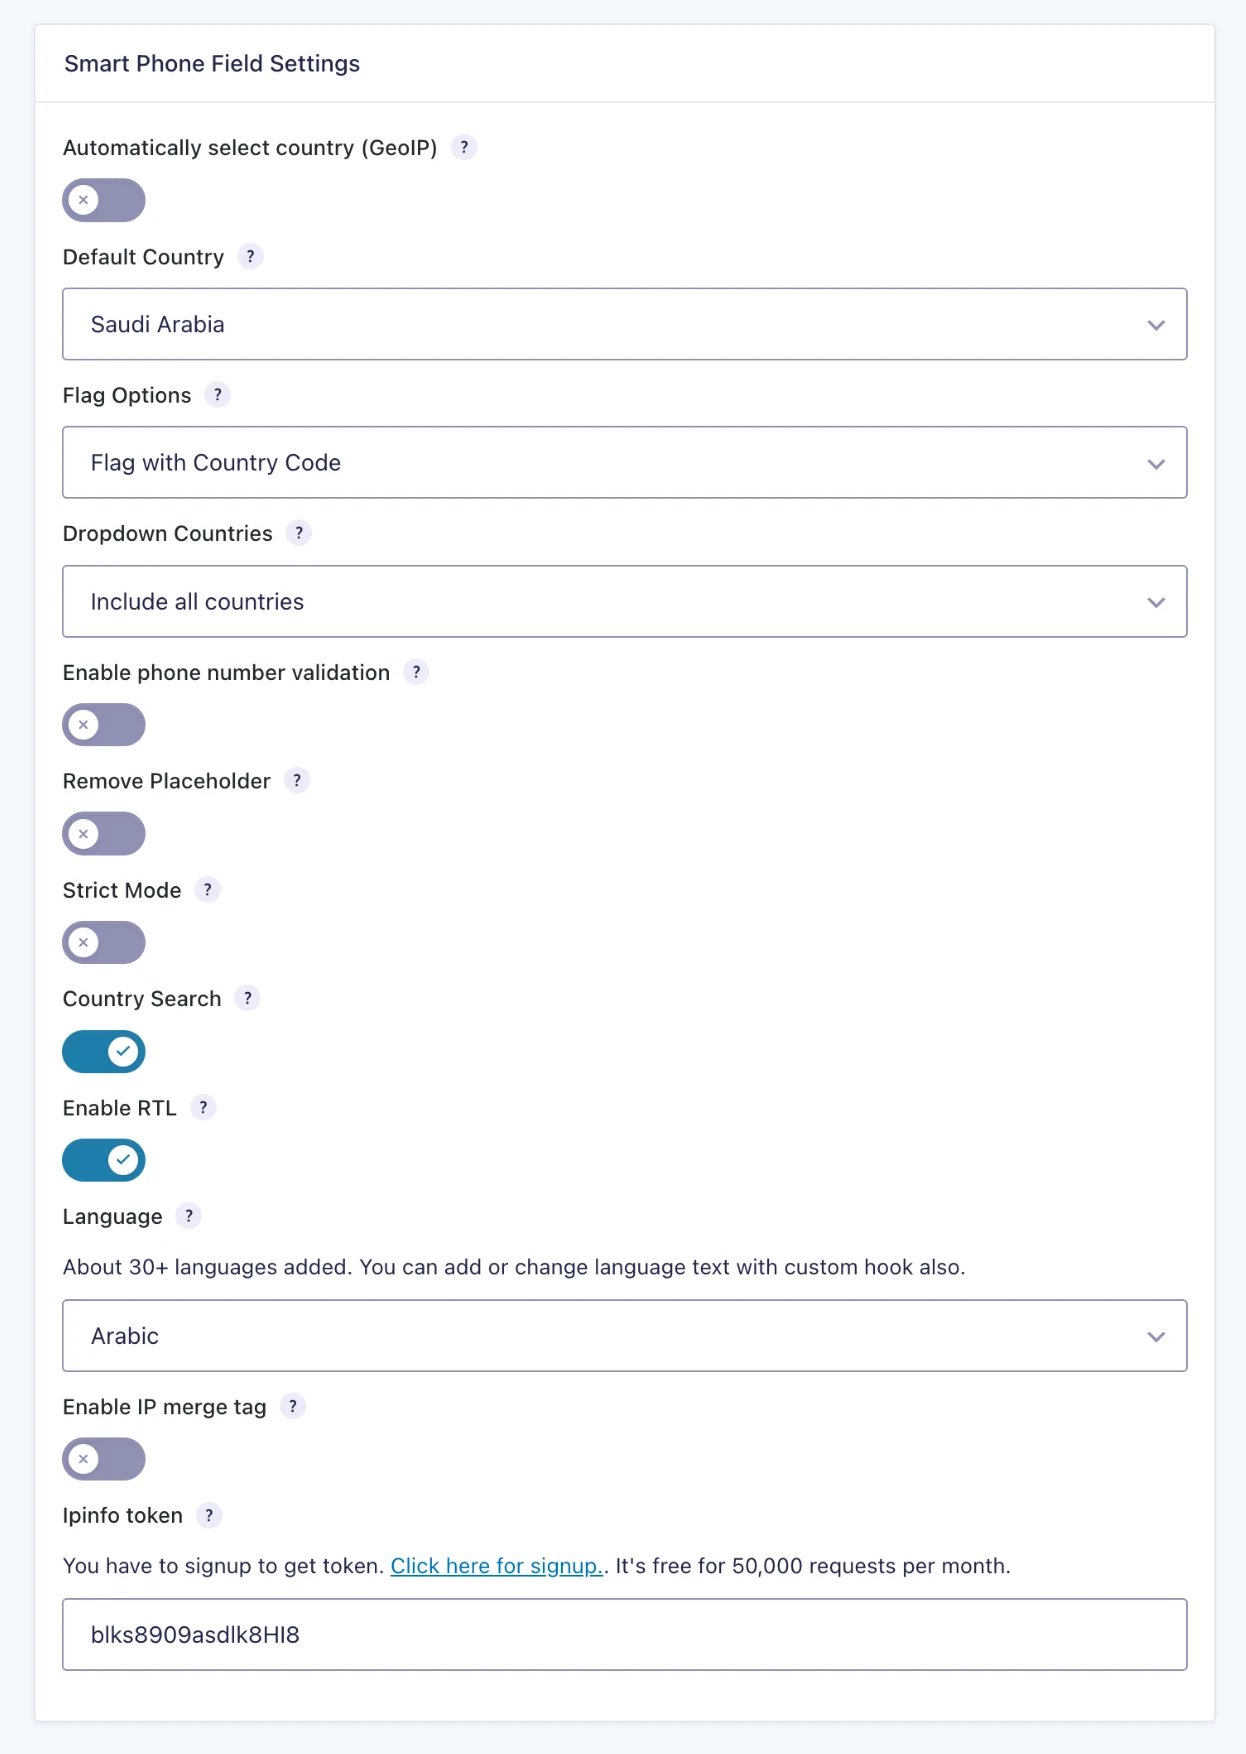 Smart Phone Field Settings
Automatically select country (GeoIP) ?
Default Country ?
Saudi Arabia
Flag Options ?
Flag with Country Code
Dropdown Countries ?
Include all countries
Enable phone number validation ?
Remove Placeholder ?
Strict Mode ?
Country Search ?
Enable RTL ?
Language ?
About 30+ languages added. You can add or change language text with custom hook also.
Arabic
Enable IP merge tag ?
Ipinfo token ?
You have to signup to get token. Click here for signup.. It's free for 50,000 requests per month.
blks8909asdlk8HI8